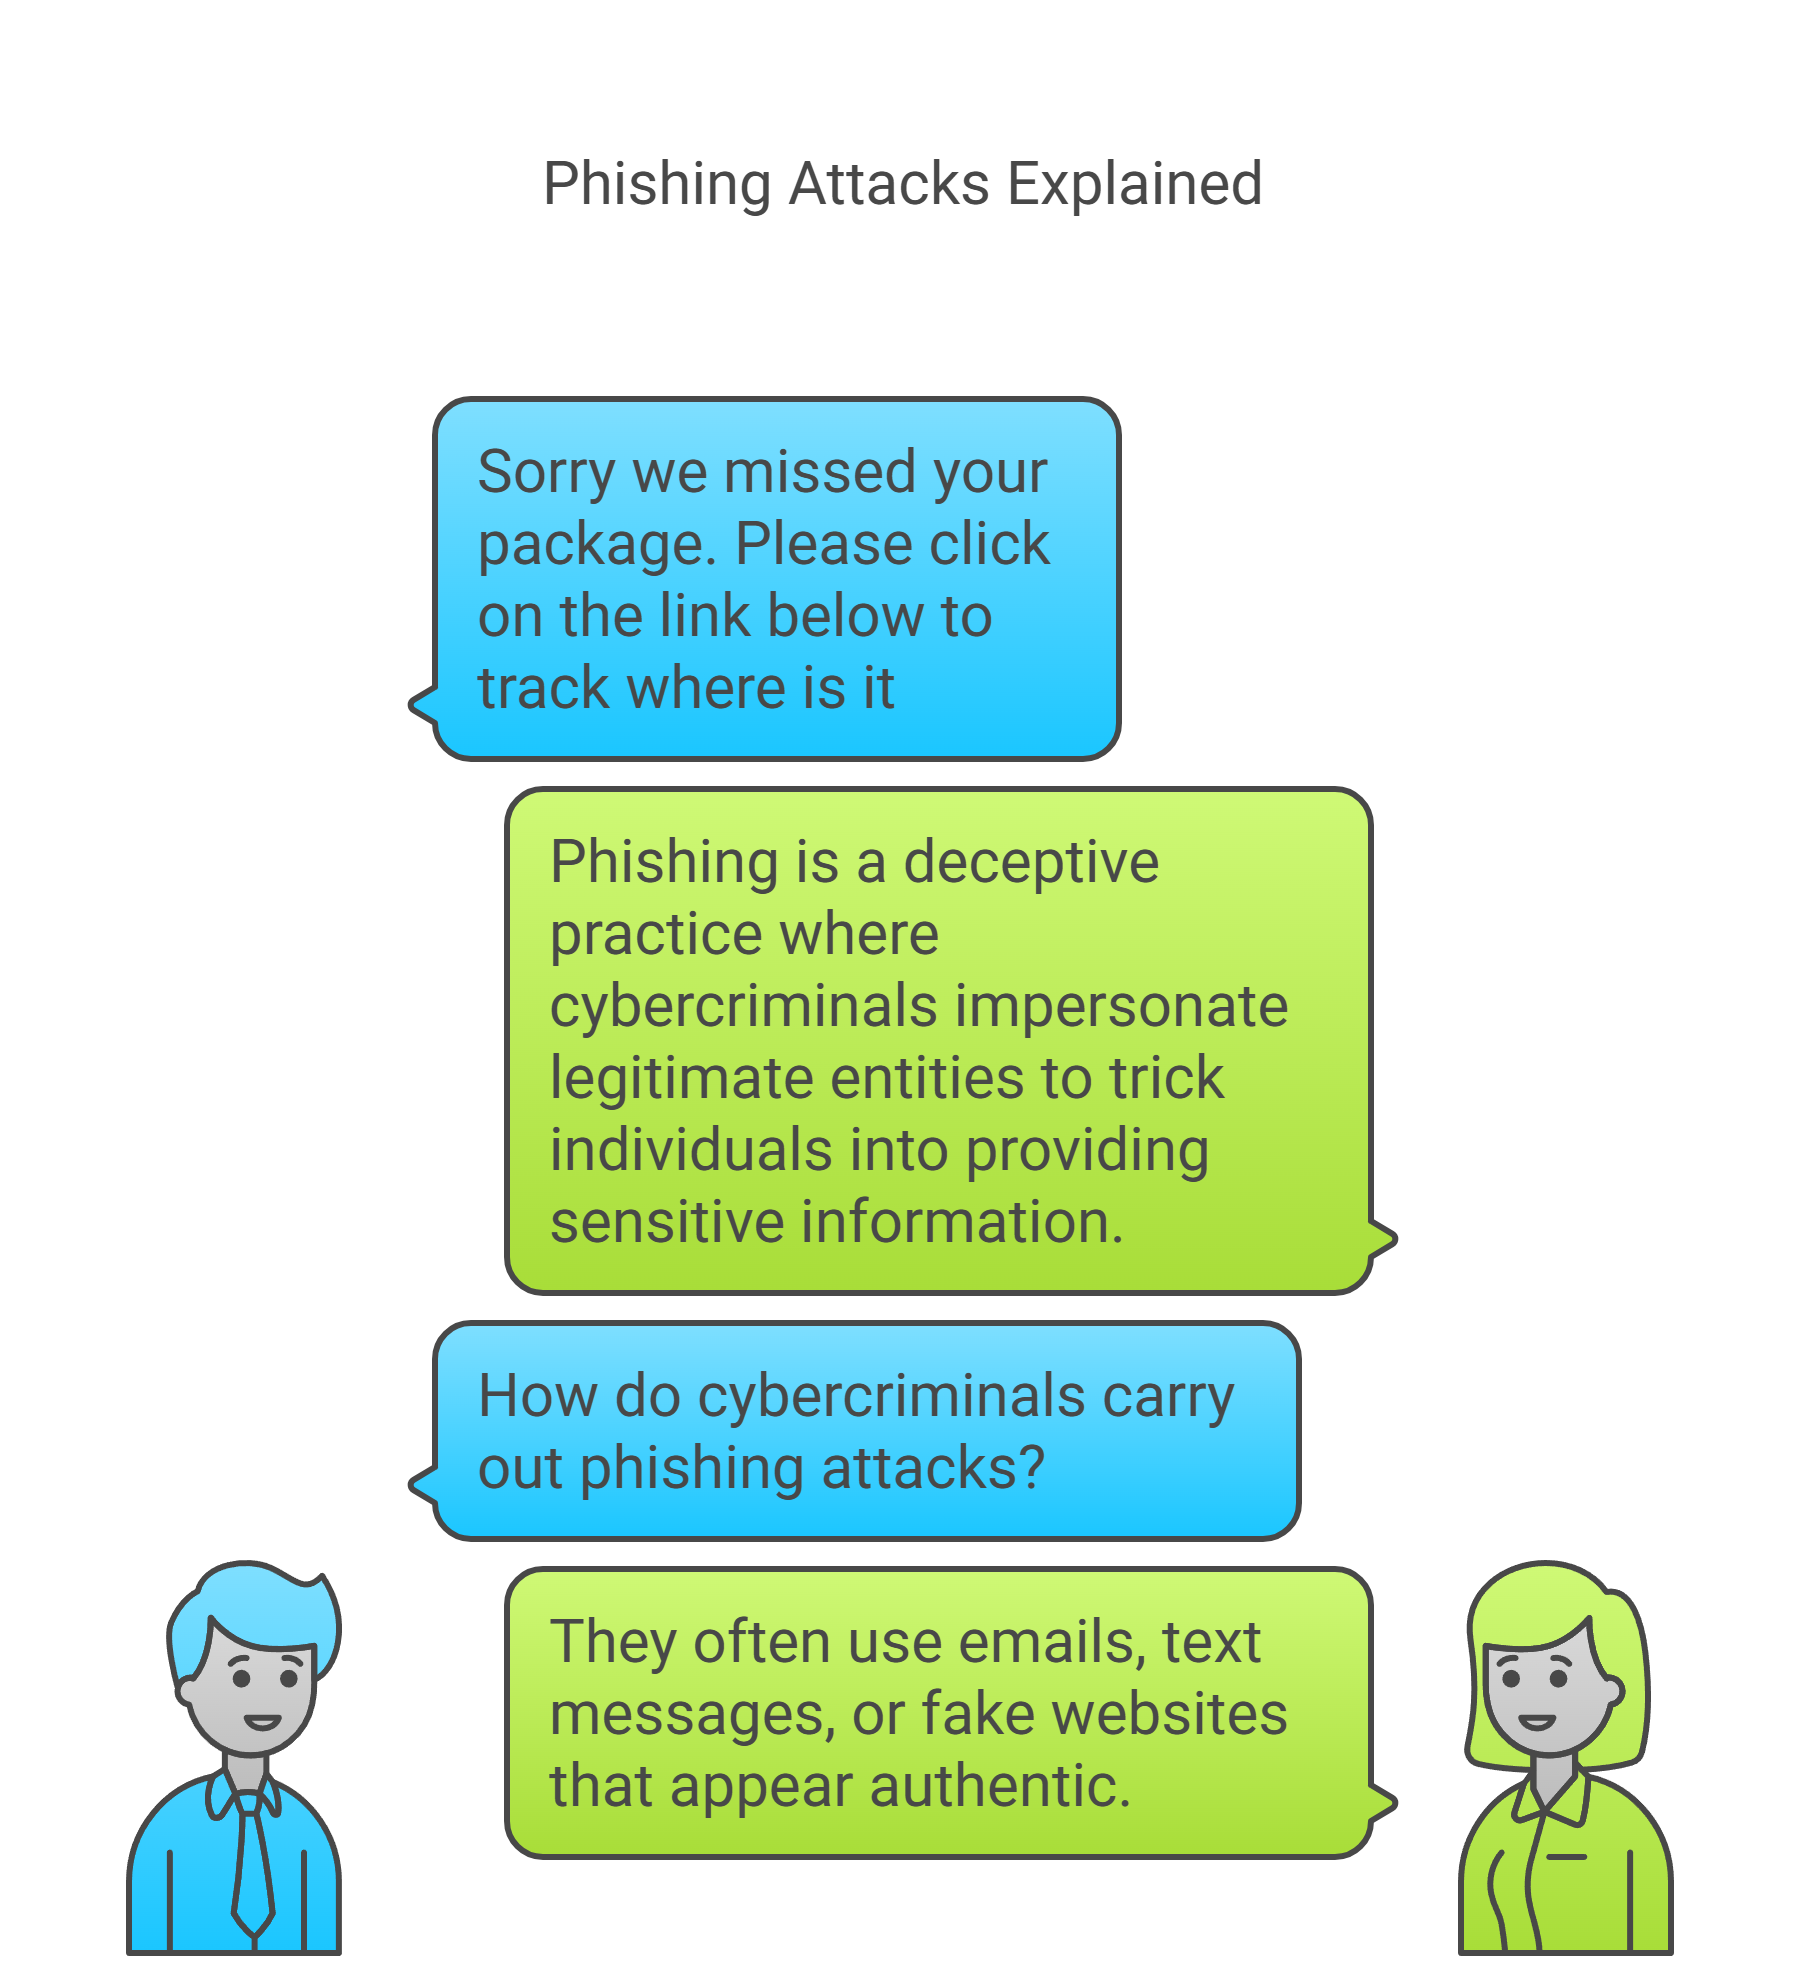 Phishing Attacks Explained
Sorry we missed your
package. Please click
on the link below to
track where is it
Phishing is a deceptive
practice where
cybercriminals impersonate
legitimate entities to trick
individuals into providing
sensitive information.
How do cybercriminals carry
out phishing attacks?
They often use emails, text
messages, or fake websites
that appear authentic.